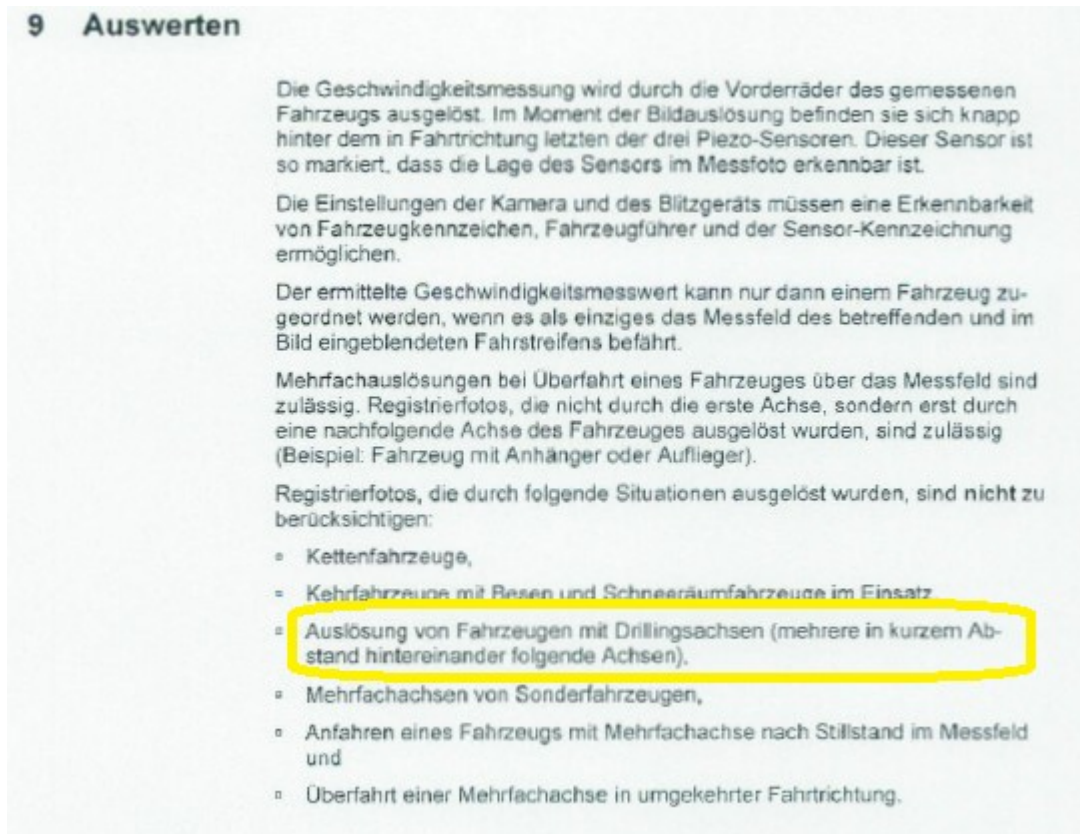 9 Auswerten
Die Geschwindigkeitsmessung wird durch die Vorderräder des gemessenen
Fahrzeugs ausgelöst. Im Moment der Bildauslösung befinden sie sich knapp
hinter dem in Fahrtrichtung letzten der drei Piezo-Sensoren. Dieser Sensor ist
so markiert, dass die Lage des Sensors im Messfoto erkennbar ist.
Die Einstellungen der Kamera und des Blitzgeräts müssen eine Erkennbarkeit
von Fahrzeugkennzeichen, Fahrzeugführer und der Sensor-Kennzeichnung
ermöglichen.
Der ermittelte Geschwindigkeitsmesswert kann nur dann einem Fahrzeug zu-
geordnet werden, wenn es als einziges das Messfeld des betreffenden und im
Bild eingeblendeten Fahrstreifens befährt.
Mehrfachauslösungen bei Überfahrt eines Fahrzeuges über das Messfeld sind
zulässig. Registrierfotos, die nicht durch die erste Achse, sondern erst durch
eine nachfolgende Achse des Fahrzeuges ausgelöst wurden, sind zulässig
(Beispiel: Fahrzeug mit Anhänger oder Auflieger).
Registrierfotos, die durch folgende Situationen ausgelöst wurden, sind nicht zu
berücksichtigen:
▫ Kettenfahrzeuge,
▫ Kehrfahrzeuge mit Besen und Schneeräumfahrzeuge im Einsatz
▫ Auslösung von Fahrzeugen mit Drillingsachsen (mehrere in kurzem Ab-
stand hintereinander folgende Achsen),
▫ Mehrfachachsen von Sonderfahrzeugen,
▫ Anfahren eines Fahrzeugs mit Mehrfachachse nach Stillstand im Messfeld
und
▫ Überfahrt einer Mehrfachachse in umgekehrter Fahrtrichtung.